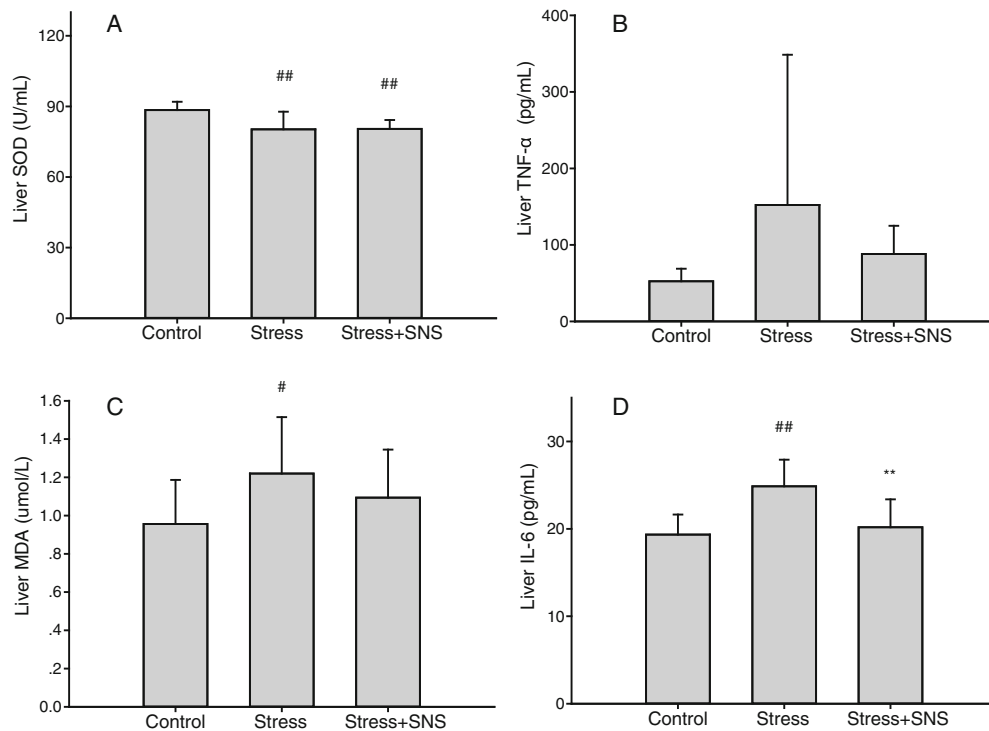 A
Liver SOD (U/mL)
120
90
60
30
0
##
##
Control
Stress
Stress+SNS
B
Liver TNF-α (pg/mL)
400
300
200
100
0
Control
Stress
Stress+SNS
C
Liver MDA (umol/L)
1.6
1.4
1.2
1.0
.8
.6
.4
.2
0.0
#
Control
Stress
Stress+SNS
D
Liver IL-6 (pg/mL)
30
20
10
0
##
**
Control
Stress
Stress+SNS